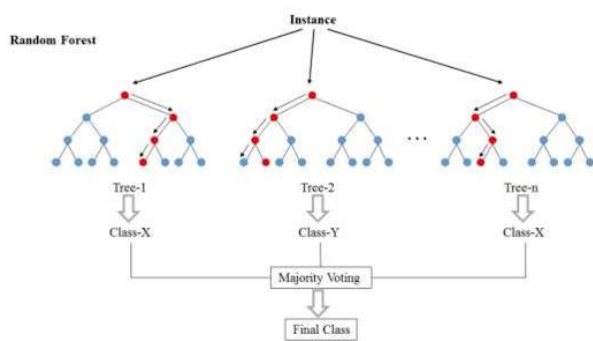 Instance
Random Forest
...
Tree-1 Tree-2 Tree-n
Class-X Class-Y Class-X
Majority Voting
Final Class